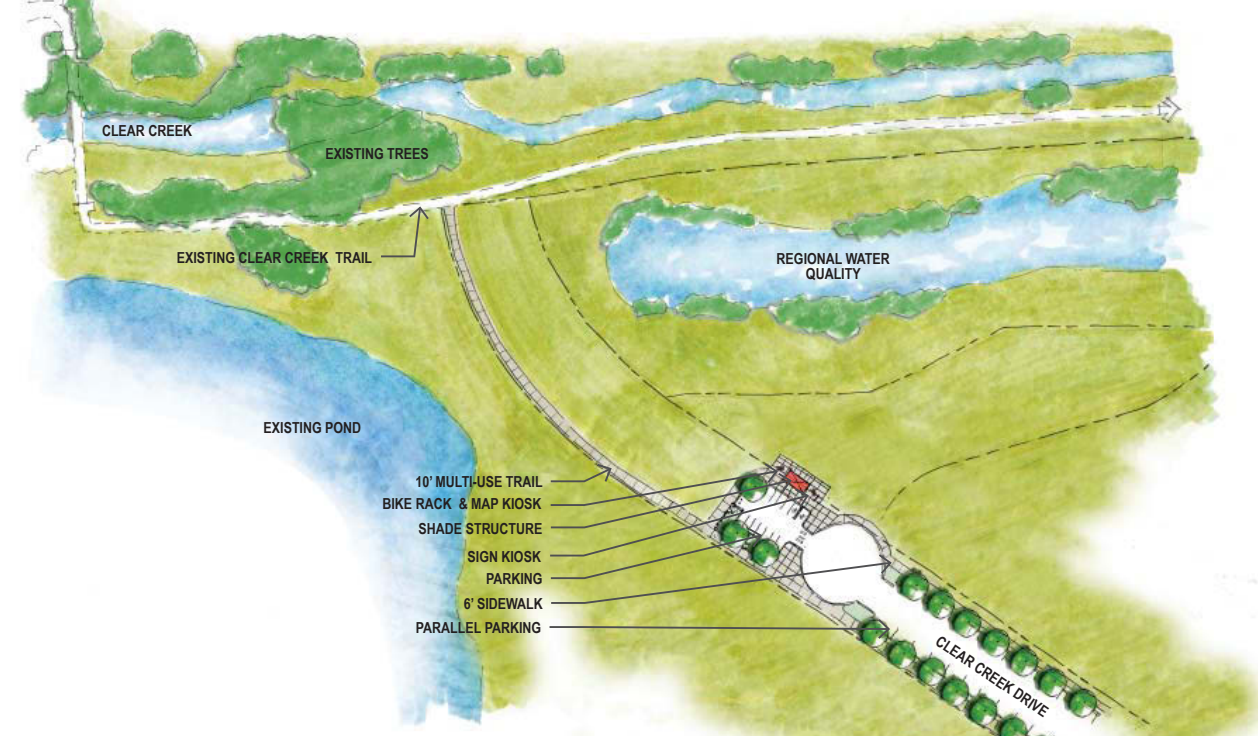 CLEAR CREEK
EXISTING TREES
EXISTING CLEAR CREEK TRAIL
REGIONAL WATER
QUALITY
EXISTING POND
10' MULTI-USE TRAIL
BIKE RACK & MAP KIOSK
SHADE STRUCTURE
SIGN KIOSK
PARKING
6' SIDEWALK
PARALLEL PARKING
CLEAR CREEK DRIVE